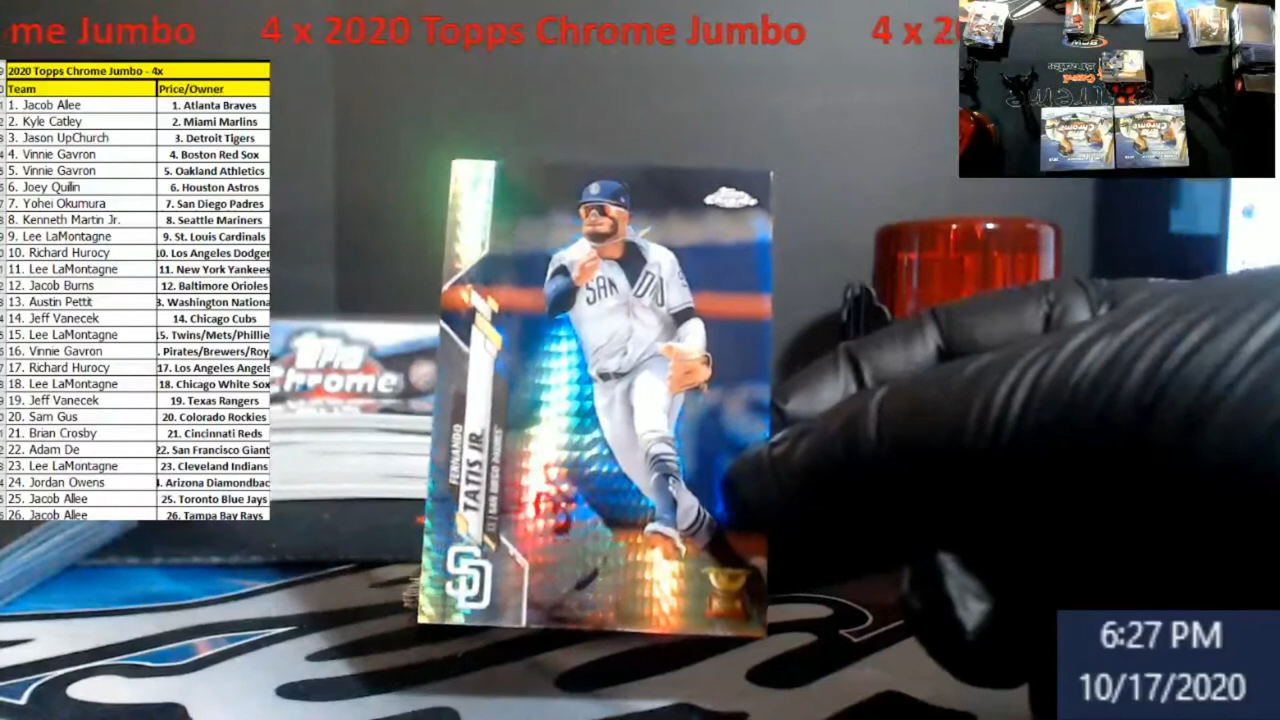 me Jumbo 4 x 2020 Topps Chrome Jumbo 4 x 2
2020 Topps Chrome Jumbo - 4x
Team Price/Owner
1. Jacob Allee 1. Atlanta Braves
2. Kyle Catley 2. Miami Marlins
3. Jason UpChurch 3. Detroit Tigers
4. Vinnie Gavron 4. Boston Red Sox
5. Vinnie Gavron 5. Oakland Athletics
6. Joey Quilin 6. Houston Astros
7. Yohei Okumura 7. San Diego Padres
8. Kenneth Martin Jr. 8. Seattle Mariners
9. Lee LaMontagne 9. St. Louis Cardinals
10. Richard Hurocy 10. Los Angeles Dodger
11. Lee LaMontagne 11. New York Yankees
12. Jacob Burns 12. Baltimore Orioles
13. Austin Pettit 3. Washington Nationa
14. Jeff Vanecek 14. Chicago Cubs
15. Lee LaMontagne 15. Twins/Mets/Phillie
16. Vinnie Gavron . Pirates/Brewers/Roy
17. Richard Hurocy 17. Los Angeles Angels
18. Lee LaMontagne 18. Chicago White Sox
19. Jeff Vanecek 19. Texas Rangers
20. Sam Gus 20. Colorado Rockies
21. Brian Crosby 21. Cincinnati Reds
22. Adam De 22. San Francisco Giant
23. Lee LaMontagne 23. Cleveland Indians
24. Jordan Owens . Arizona Diamondbac
25. Jacob Allee 25. Toronto Blue Jays
26. Jacob Allee 26. Tampa Bay Rays
Topps
Chrome
FERNANDO
TATIS JR.
SAN DIEGO PADRES
SD
SAN D
6:27 PM
10/17/2020